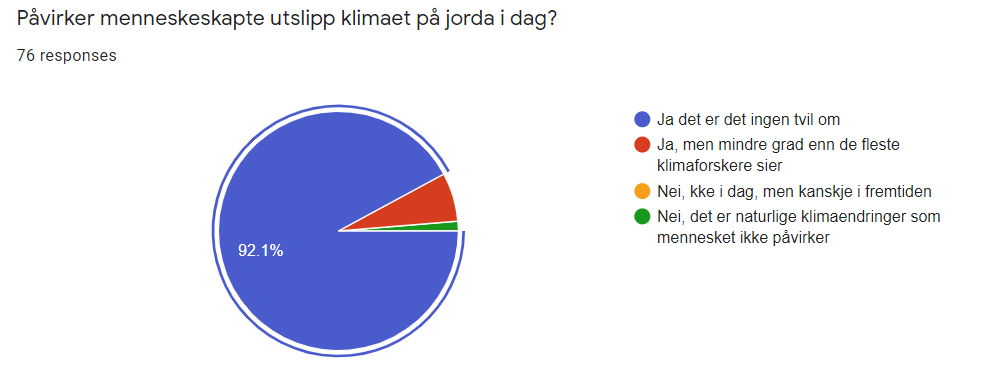 Påvirker menneskeskapte utslipp klimaet på jorda i dag?
76 responses
92.1%
Ja det er det ingen tvil om
Ja, men mindre grad enn de fleste
klimaforskere sier
Nei, kke i dag, men kanskje i fremtiden
Nei, det er naturlige klimaendringer som
mennesket ikke påvirker